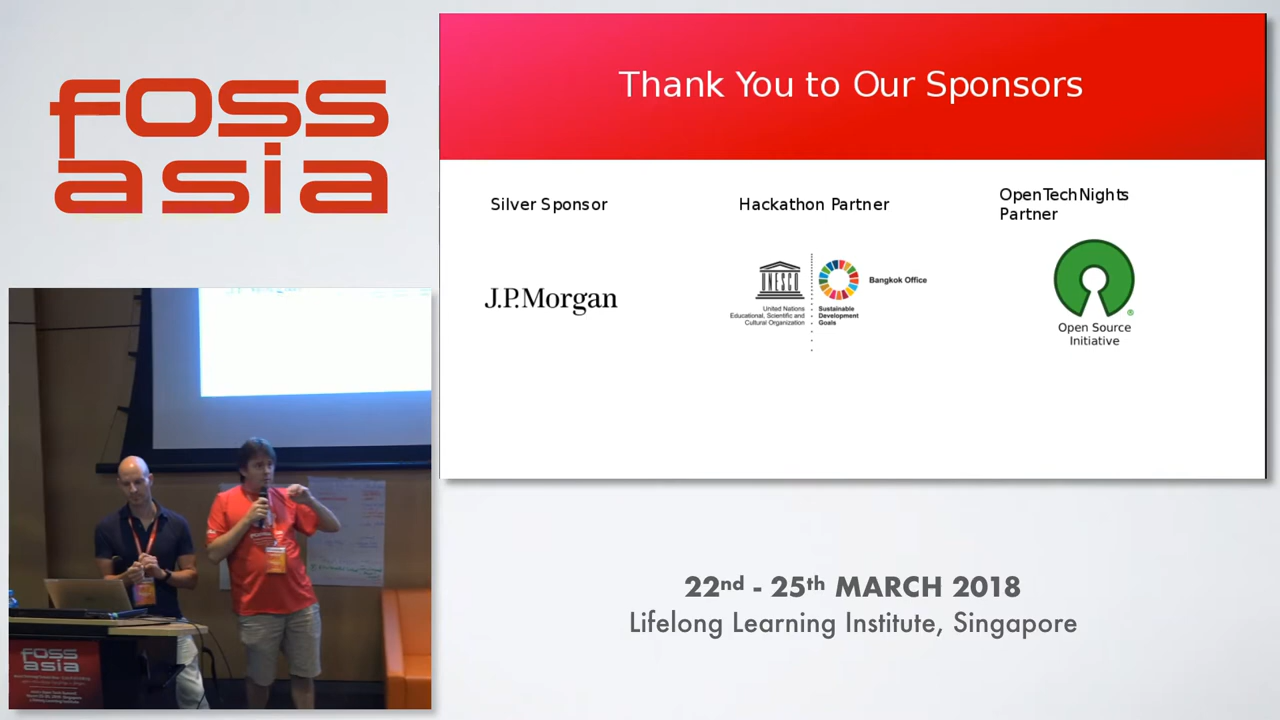 foss
asia
Thank You to Our Sponsors
Silver Sponsor
Hackathon Partner
OpenTechNights
Partner
J.P.Morgan
UNESCO
United Nations
Educational, Scientific and
Cultural Organization
Sustainable
Development
Goals
Bangkok Office
®
Open Source
Initiative
foss
asia
22nd - 25th MARCH 2018
Lifelong Learning Institute, Singapore